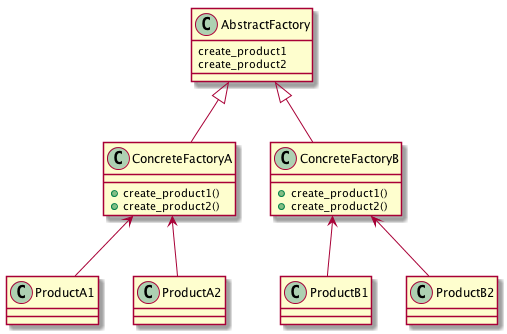 C AbstractFactory
create_product1
create_product2
C ConcreteFactoryA
create_product1()
create_product2()
C ConcreteFactoryB
create_product1()
create_product2()
C ProductA1
C ProductA2
C ProductB1
C ProductB2